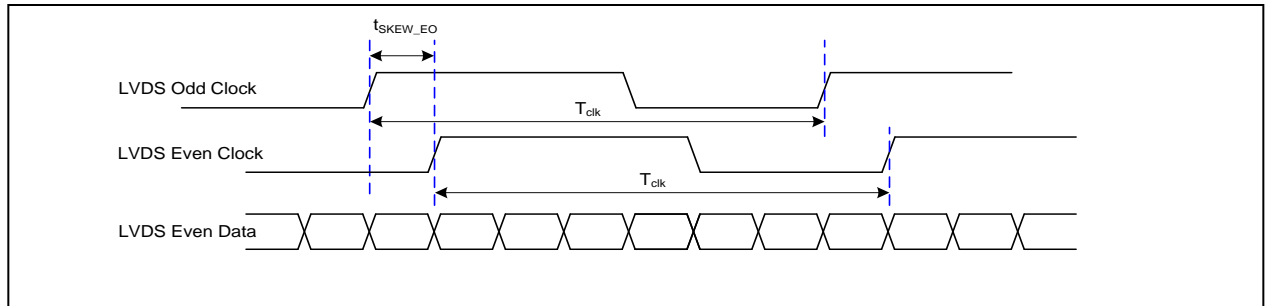 tSKEW_EO
LVDS Odd Clock
Tclk
LVDS Even Clock
Tclk
LVDS Even Data